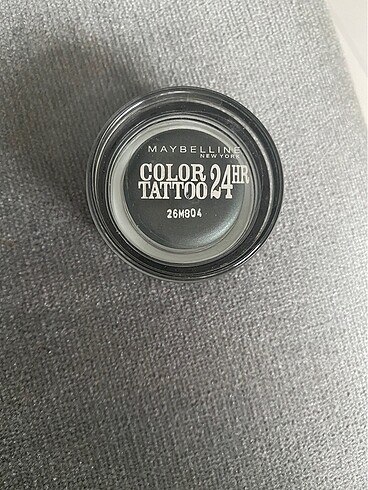 MAYBELLINE
NEW YORK
COLOR
TATTOO 24HR
26M804